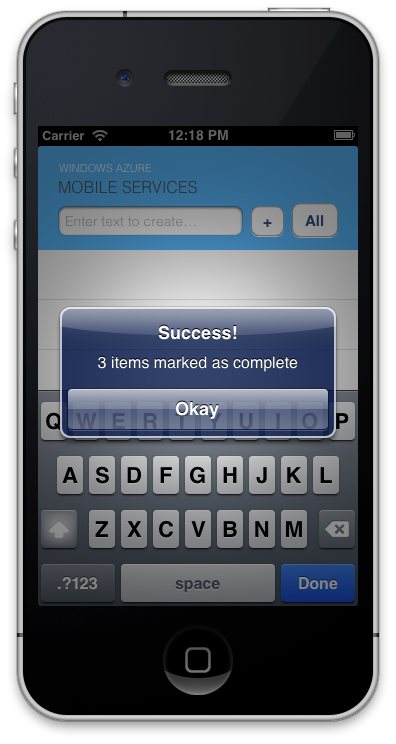 Carrier 12:18 PM
WINDOWS AZURE
MOBILE SERVICES
Enter text to create... + All
Success!
3 items marked as complete
Okay
Q W E R T Y U I O P
A S D F G H J K L
Z X C V B N M
.?123 space Done